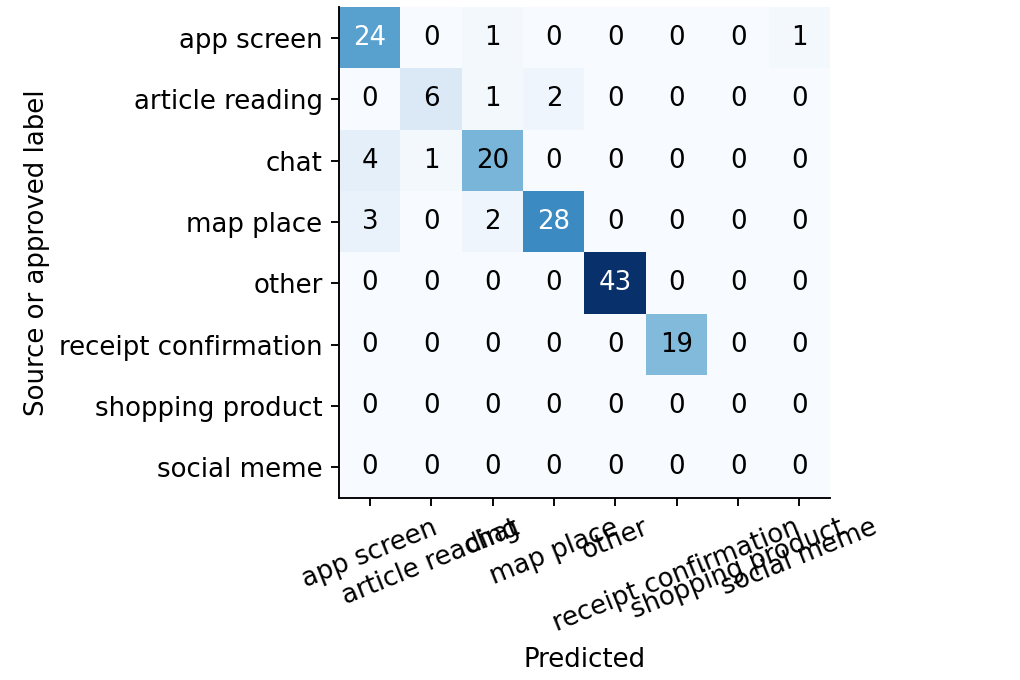 Source or approved label
app screen 24 0 1 0 0 0 0 1
article reading 0 6 1 2 0 0 0 0
chat 4 1 20 0 0 0 0 0
map place 3 0 2 28 0 0 0 0
other 0 0 0 0 43 0 0 0
receipt confirmation 0 0 0 0 0 19 0 0
shopping product 0 0 0 0 0 0 0 0
social meme 0 0 0 0 0 0 0 0
app screen
article reading
chat
map place
other
receipt confirmation
shopping product
social meme
Predicted